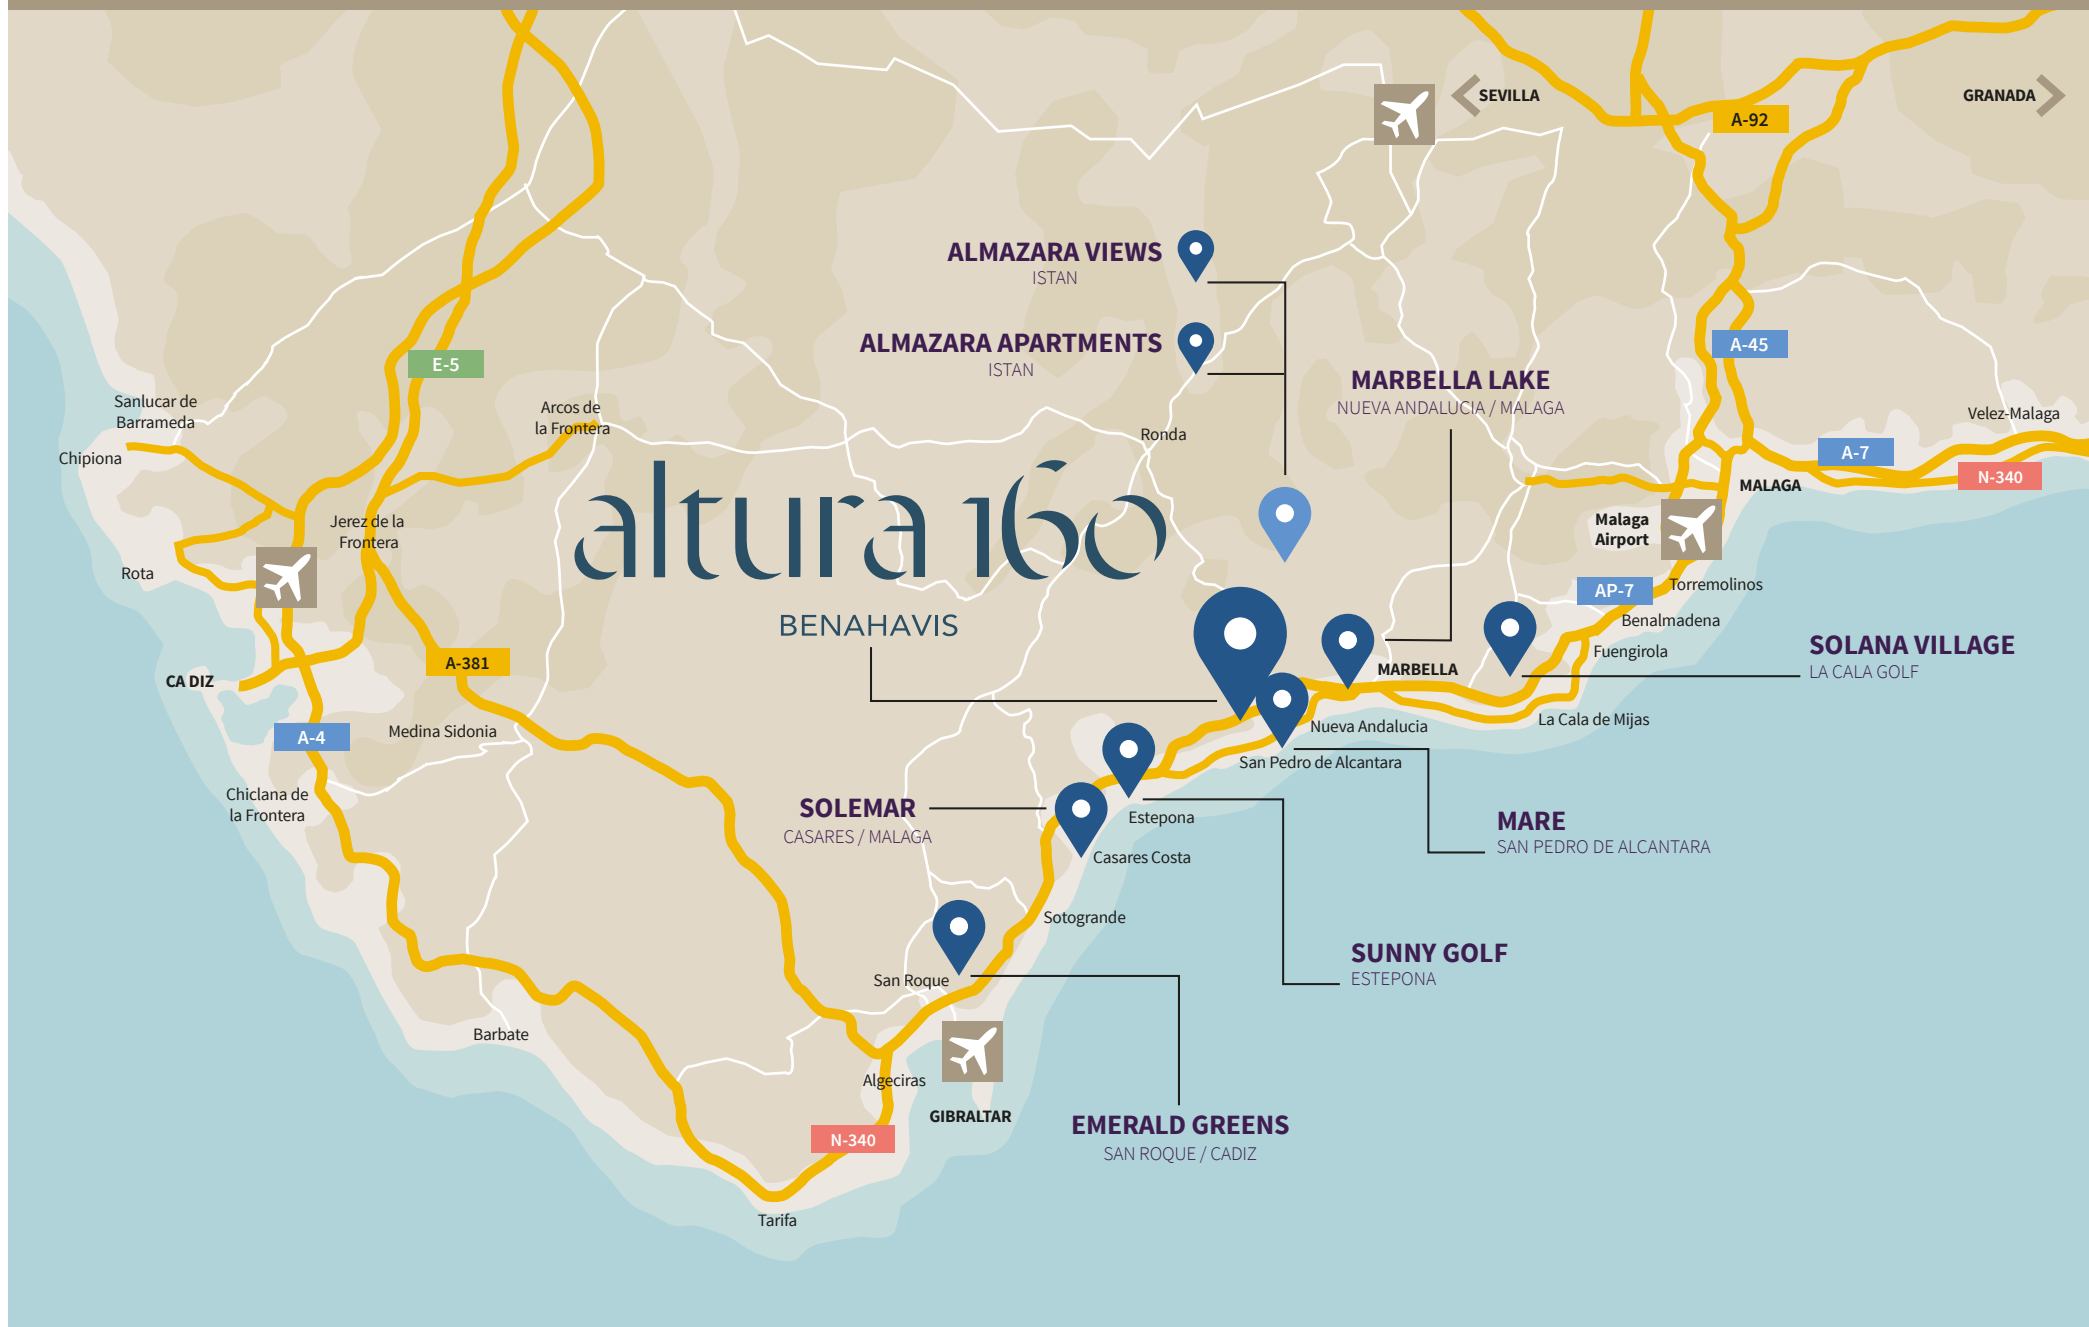 SEVILLA
GRANADA
A-92
ALMAZARA VIEWS
ISTAN
ALMAZARA APARTMENTS
ISTAN
A-45
E-5
MARBELLA LAKE
NUEVA ANDALUCIA / MALAGA
Sanlucar de
Barrameda
Arcos de
la Frontera
Velez-Malaga
Ronda
Chipiona
A-7
N-340
MALAGA
altura 160
BENAHAVIS
Jerez de la
Frontera
Malaga
Airport
Rota
AP-7
Torremolinos
Benalmadena
Fuengirola
SOLANA VILLAGE
LA CALA GOLF
A-381
MARBELLA
CA DIZ
La Cala de Mijas
Nueva Andalucia
Medina Sidonia
A-4
San Pedro de Alcantara
Chiclana de
la Frontera
SOLEMAR
CASARES / MALAGA
Estepona
MARE
SAN PEDRO DE ALCANTARA
Casares Costa
Sotogrande
SUNNY GOLF
ESTEPONA
San Roque
Barbate
Algeciras
GIBRALTAR
EMERALD GREENS
SAN ROQUE / CADIZ
N-340
Tarifa